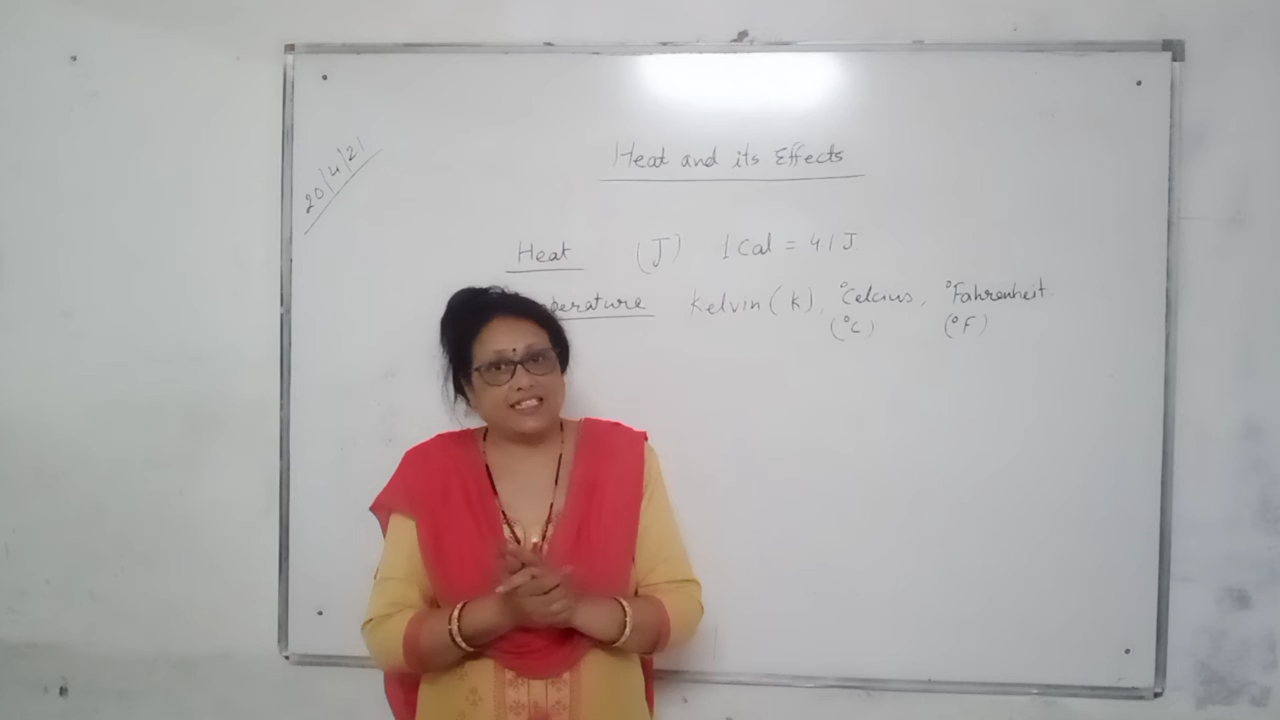 20/4/21
Heat and its Effects
Heat (J) 1 Cal = 4.1 J
perature Kelvin (K), °Celcius, °Fahrenheit.
(°C) (°F)